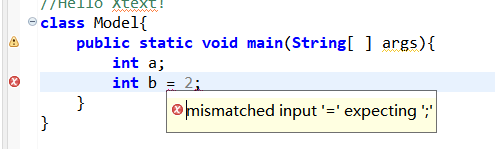 //Hello Xtext!
class Model{
public static void main(String[ ] args){
int a;
int b = 2;
mismatched input '=' expecting ';'
}
}